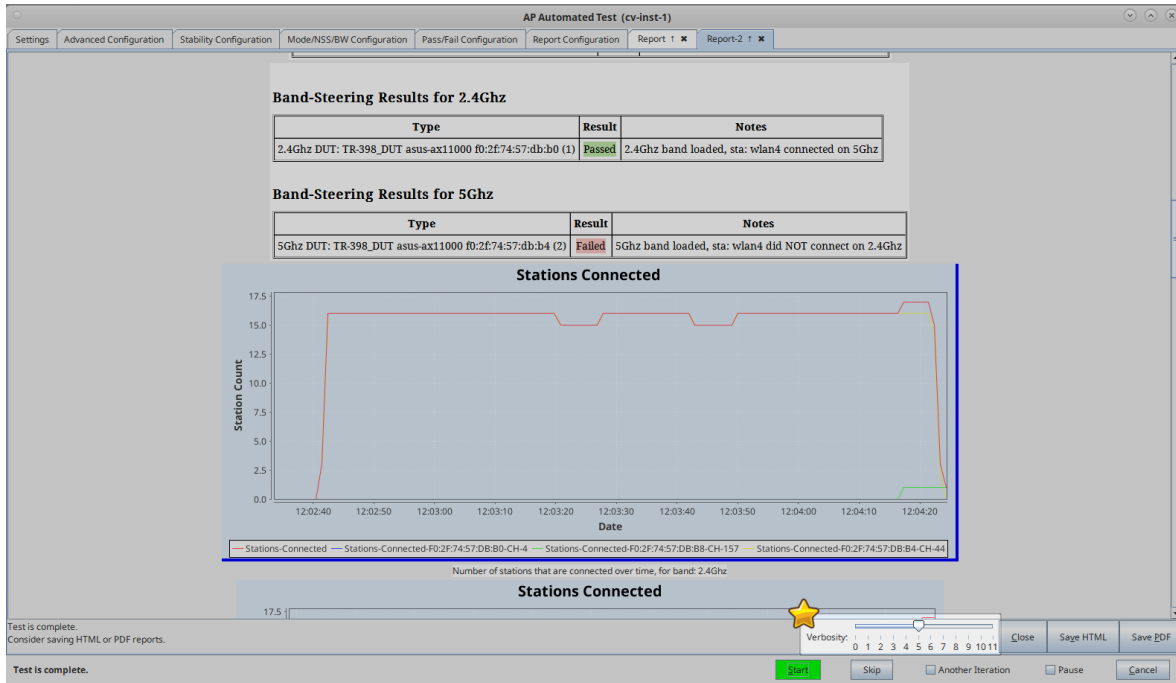 AP Automated Test (cv-inst-1)
Settings Advanced Configuration Stability Configuration Mode/NSS/BW Configuration Pass/Fail Configuration Report Configuration Report ↑ ✖ Report-2 ↑ ✖
Band-Steering Results for 2.4Ghz
Type Result Notes
2.4Ghz DUT: TR-398_DUT asus-ax11000 f0:2f:74:57:db:b0 (1) Passed 2.4Ghz band loaded, sta: wlan4 connected on 5Ghz
Band-Steering Results for 5Ghz
Type Result Notes
5Ghz DUT: TR-398_DUT asus-ax11000 f0:2f:74:57:db:b4 (2) Failed 5Ghz band loaded, sta: wlan4 did NOT connect on 2.4Ghz
Stations Connected
Station Count
17.5
15.0
12.5
10.0
7.5
5.0
2.5
0.0
12:02:40 12:02:50 12:03:00 12:03:10 12:03:20 12:03:30 12:03:40 12:03:50 12:04:00 12:04:10 12:04:20
Date
Stations-Connected Stations-Connected-F0:2F:74:57:DB:B0-CH-4 Stations-Connected-F0:2F:74:57:DB:B8-CH-157 Stations-Connected-F0:2F:74:57:DB:B4-CH-44
Number of stations that are connected over time, for band: 2.4Ghz
Stations Connected
17.5
Test is complete.
Consider saving HTML or PDF reports.
Verbosity: 0 1 2 3 4 5 6 7 8 9 10 11
Close Save HTML Save PDF
Test is complete.
Start Skip Another Iteration Pause Cancel